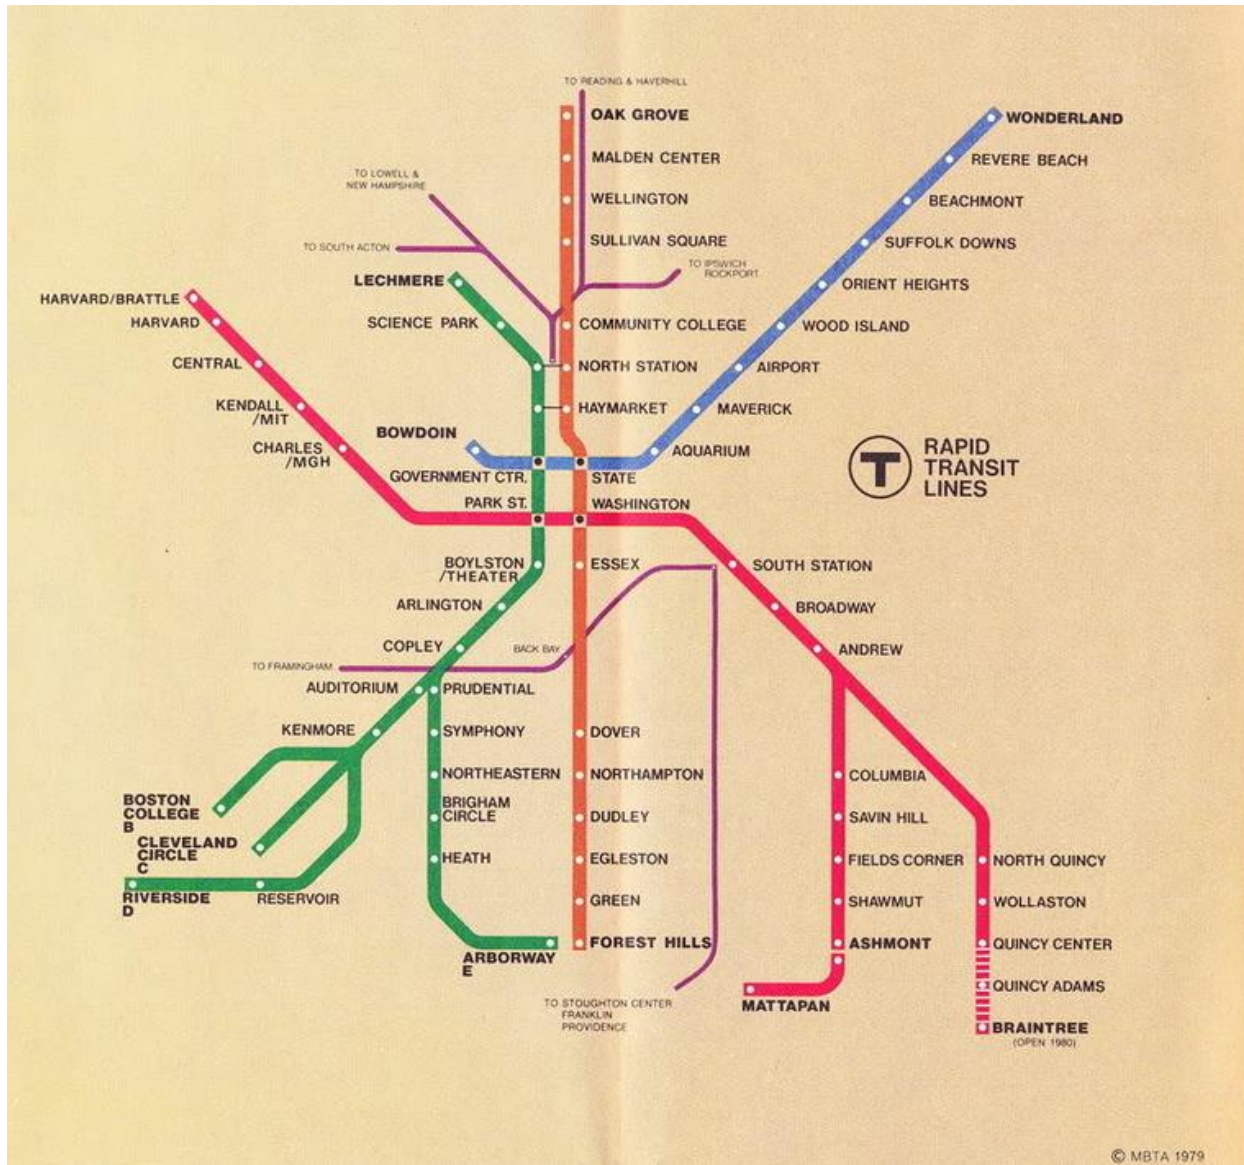 TO READING & HAVERHILL
OAK GROVE
WONDERLAND
MALDEN CENTER
REVERE BEACH
TO LOWELL &
NEW HAMPSHIRE
WELLINGTON
BEACHMONT
TO SOUTH ACTON
SULLIVAN SQUARE
SUFFOLK DOWNS
TO IPSWICH
ROCKPORT
LECHMERE
ORIENT HEIGHTS
HARVARD/BRATTLE
HARVARD
SCIENCE PARK
COMMUNITY COLLEGE
WOOD ISLAND
CENTRAL
NORTH STATION
AIRPORT
KENDALL
/MIT
HAYMARKET
MAVERICK
BOWDOIN
CHARLES
/MGH
AQUARIUM
T
RAPID
TRANSIT
LINES
GOVERNMENT CTR.
STATE
PARK ST.
WASHINGTON
BOYLSTON
/THEATER
ESSEX
SOUTH STATION
ARLINGTON
BROADWAY
COPLEY
BACK BAY
ANDREW
TO FRAMINGHAM
AUDITORIUM
PRUDENTIAL
KENMORE
SYMPHONY
DOVER
NORTHEASTERN
NORTHAMPTON
COLUMBIA
BOSTON
COLLEGE
B
BRIGHAM
CIRCLE
DUDLEY
SAVIN HILL
CLEVELAND
CIRCLE
C
HEATH
EGLESTON
FIELDS CORNER
NORTH QUINCY
RIVERSIDE
D
RESERVOIR
GREEN
SHAWMUT
WOLLASTON
ARBORWAY
E
FOREST HILLS
ASHMONT
QUINCY CENTER
QUINCY ADAMS
TO STOUGHTON CENTER
FRANKLIN
PROVIDENCE
MATTAPAN
BRAINTREE
(OPEN 1980)
© MBTA 1979